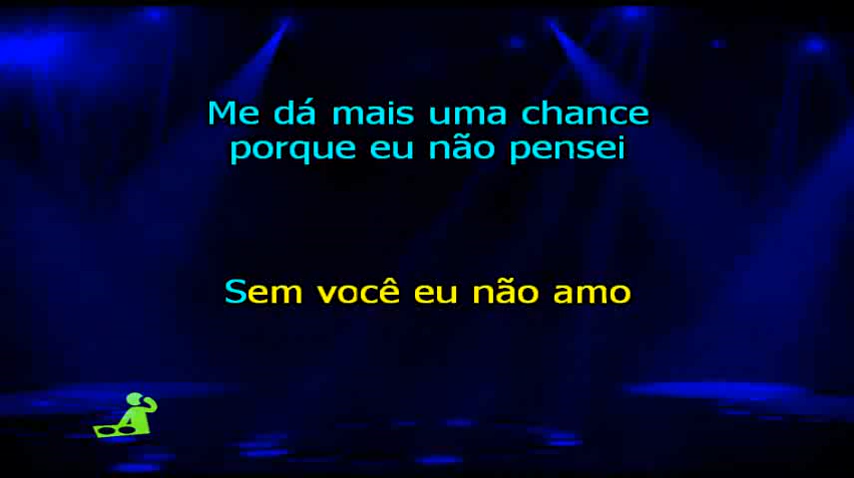 Me dá mais uma chance
porque eu não pensei
Sem você eu não amo